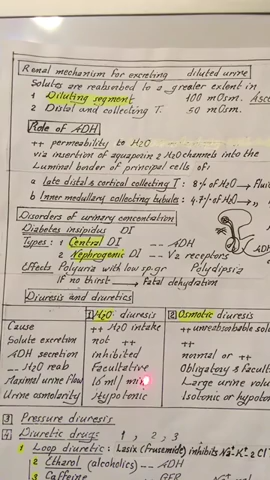 Renal mechanism for excreting diluted urine
Solutes are reabsorbed to a greater extent in
1 Diluting segment 100 mOsm. Asc
2 Distal and collecting T. 50 mOsm.
Role of ADH
++ permeability to H2O
via insertion of aquaporin 2 H2O channels into the
Luminal border of principal cells of:
a late distal & cortical collecting T: 8% of H2O → Flui
b Inner medullary collecting tubules: 4.7% of H2O → "
Disorders of urinary concentration
Diabetes insipidus DI
Types: 1 Central DI -- ADH
2 Nephrogenic DI -- V2 receptors
Effects Polyuria with low sp.gr Polydipsia
if no thirst → Fatal dehydration
ADH
Diuresis and diuretics
1 H2O diuresis 2 Osmotic diuresis
Cause ++ H2O intake ++ unreabsorbable solu
Solute excretion not ++ ++
ADH secretion inhibited normal or ++
-- H2O reab Facultative Obligatory & Facult
Maximal urine flow 16 ml/min Large urine volu
Urine osmolarity Hypotonic Isotonic or hypoton
3 Pressure diuresis
4 Diuretic drugs 1, 2, 3
1 Loop diuretic: Lasix (Frusemide) inhibits Na+ K+ 2 Cl
2 Ethanol (alcoholics) -- ADH
3 Caffeine GFR